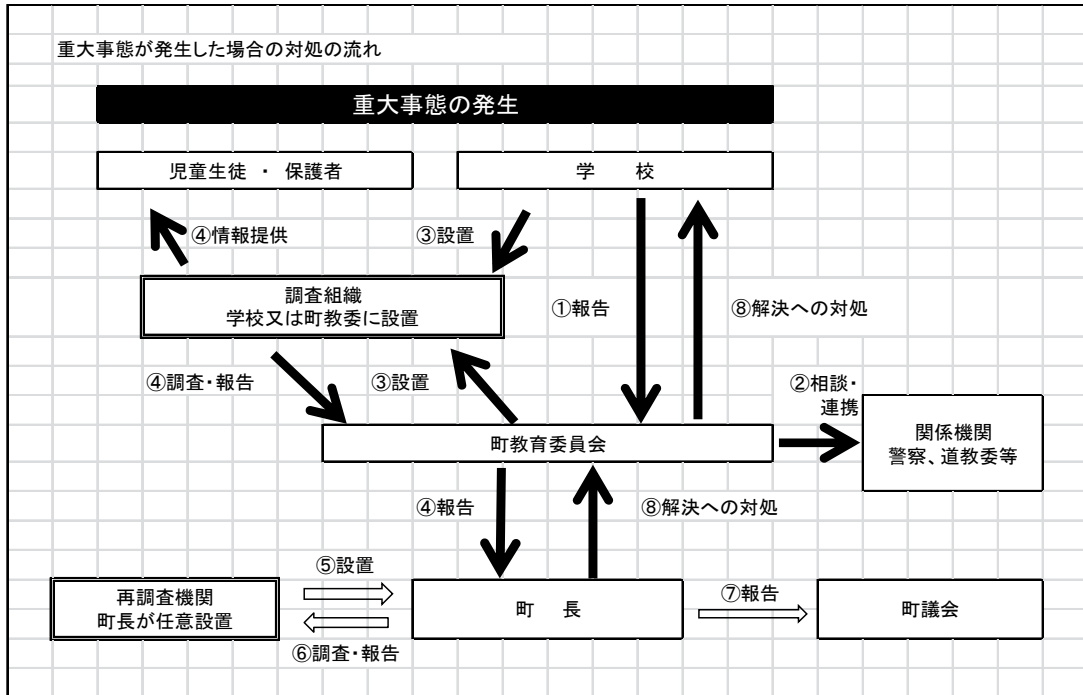 重大事態が発生した場合の対処の流れ
重大事態の発生
児童生徒 ・ 保護者
学　　校
④情報提供
③設置
調査組織
学校又は町教委に設置
①報告
⑧解決への対処
④調査・報告
③設置
②相談・
連携
町教育委員会
関係機関
警察、道教委等
④報告
⑧解決への対処
⑤設置
再調査機関
町長が任意設置
町　　長
⑦報告
町議会
⑥調査・報告